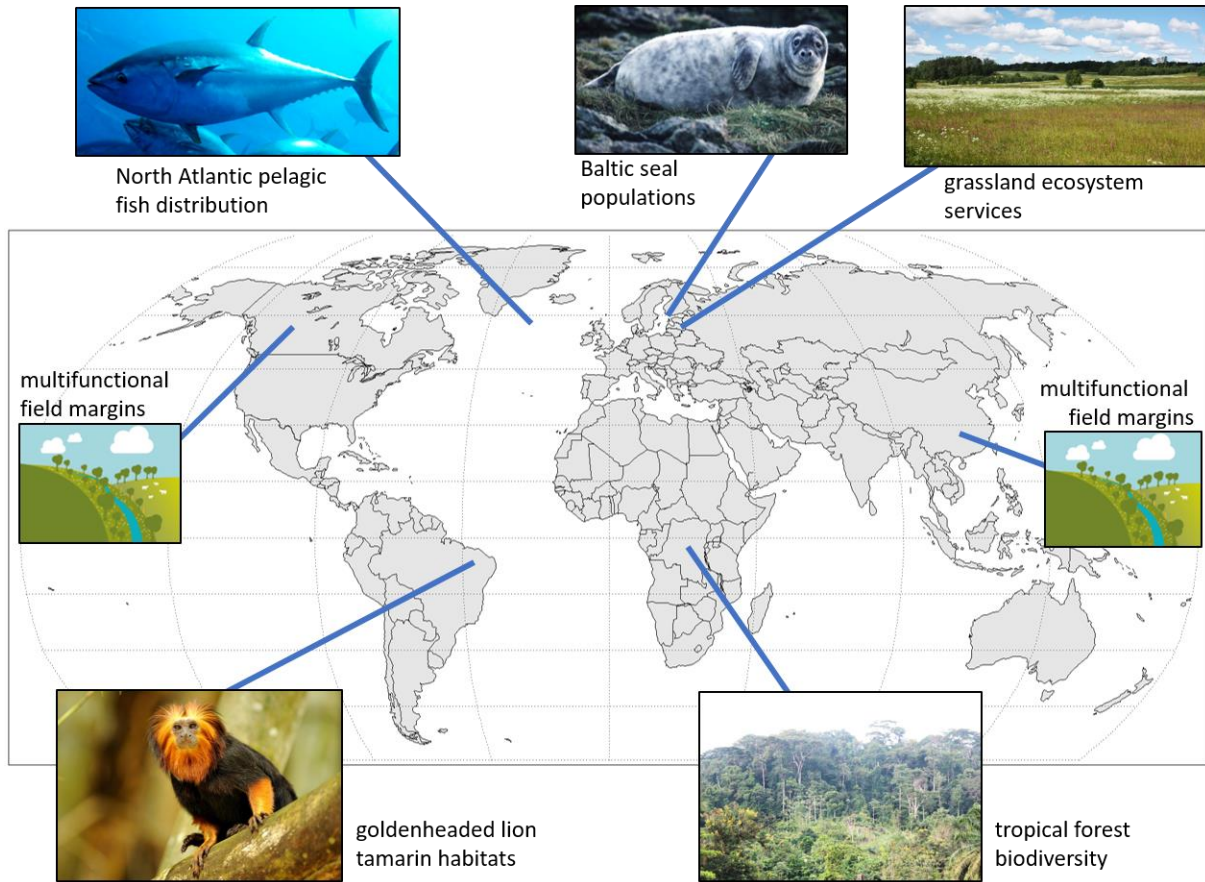 North Atlantic pelagic
fish distribution
Baltic seal
populations
grassland ecosystem
services
multifunctional
field margins
multifunctional
field margins
goldenheaded lion
tamarin habitats
tropical forest
biodiversity